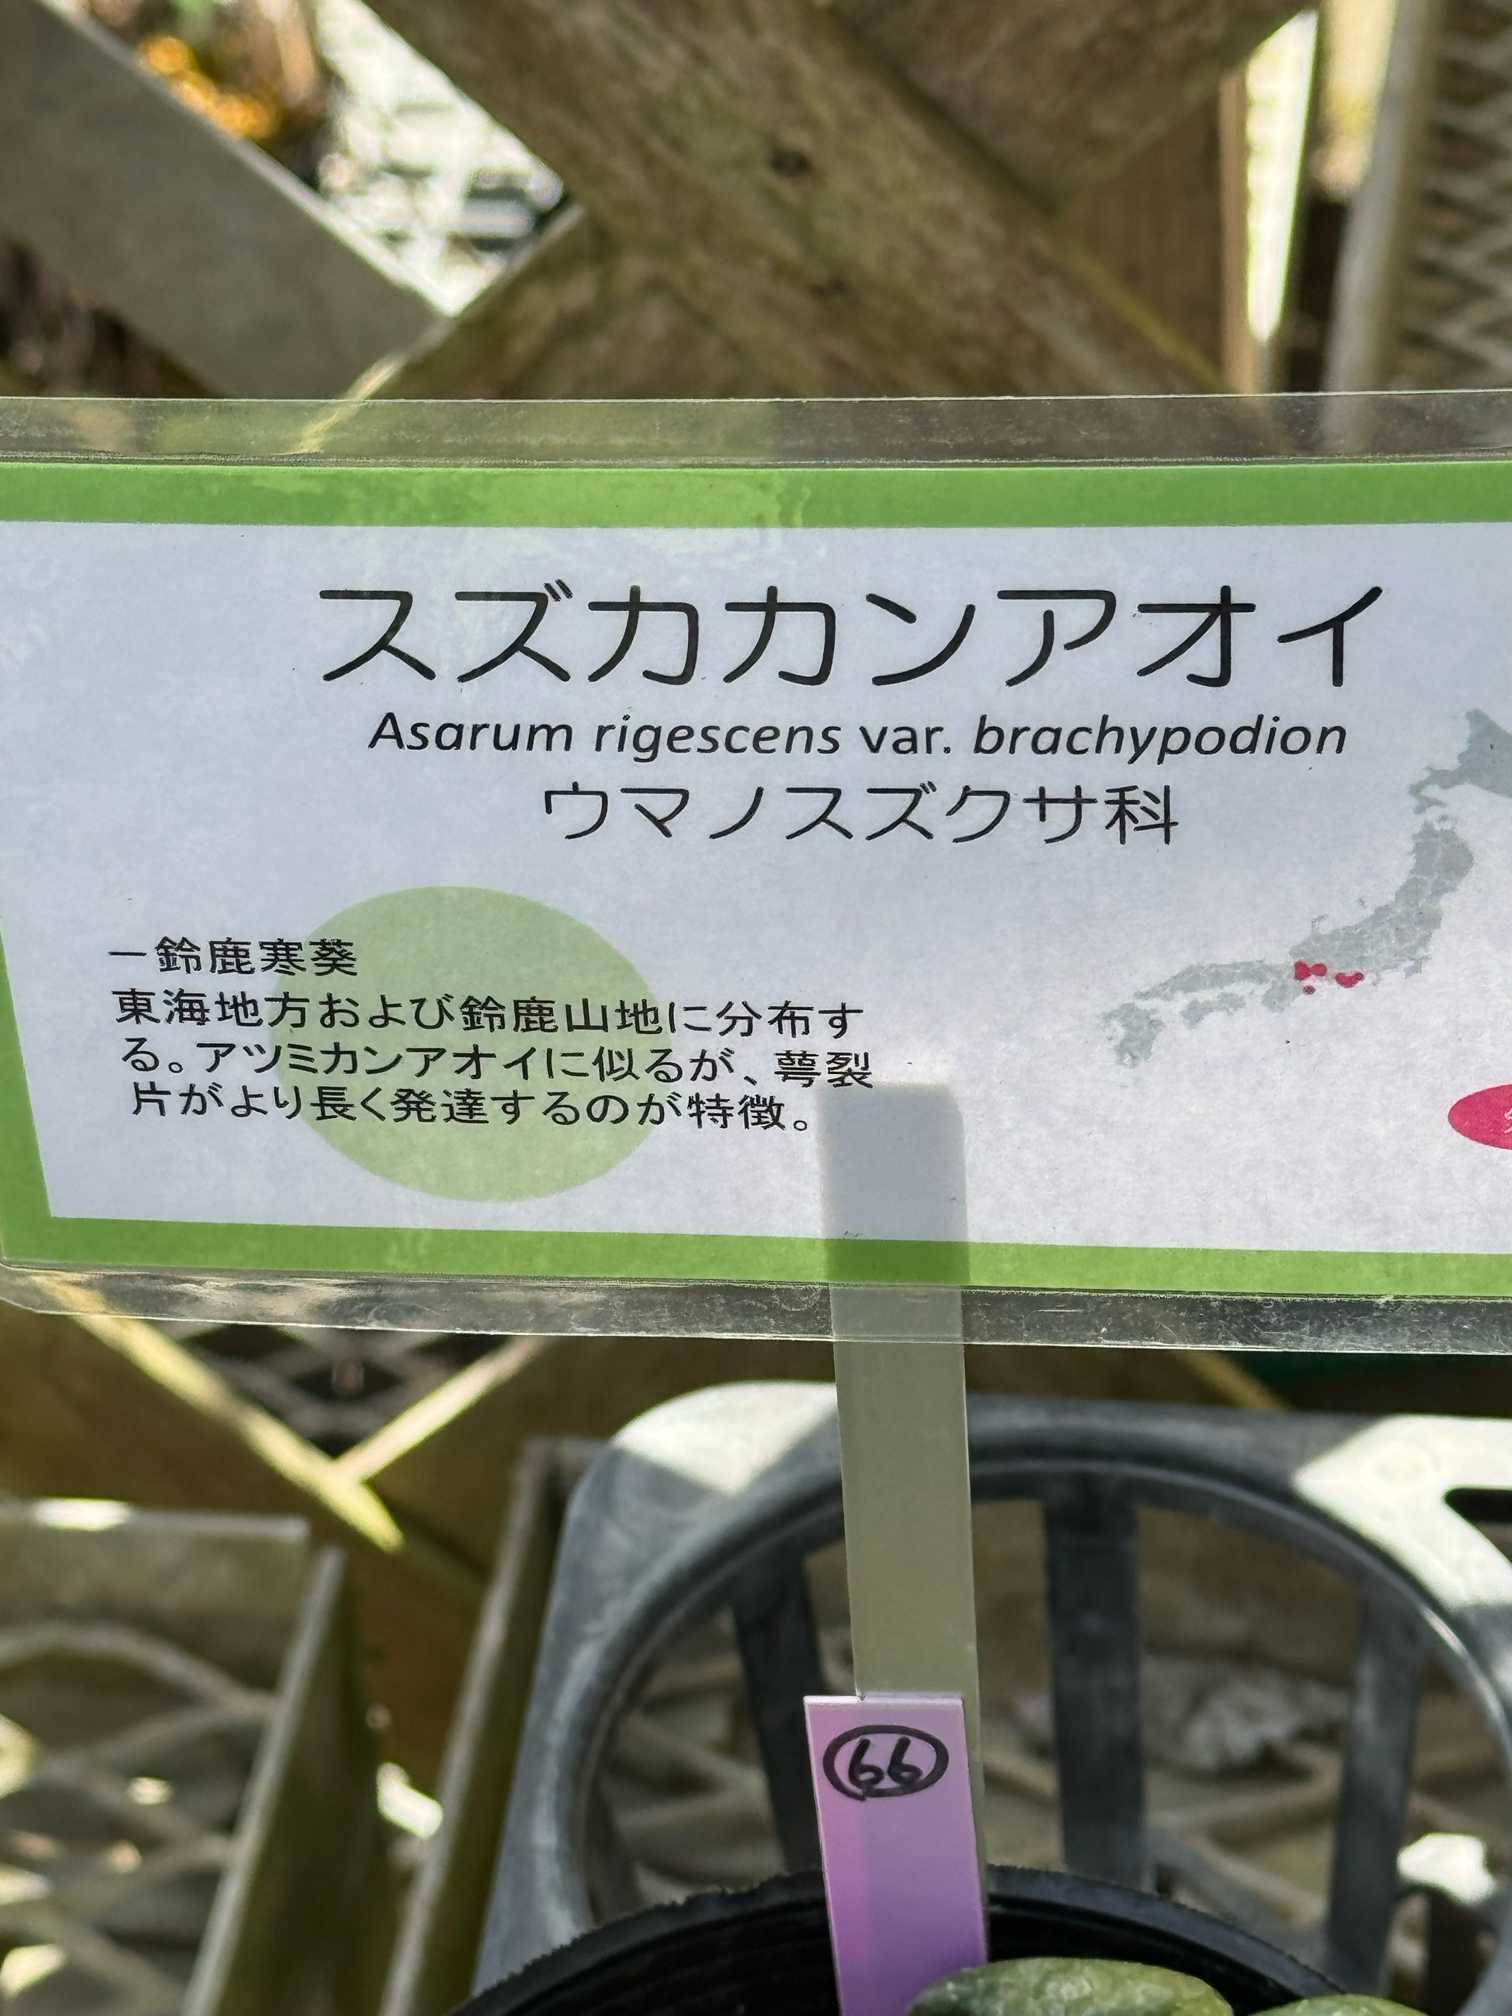 スズカカンアオイ
Asarum rigescens var. brachypodion
ウマノスズクサ科
ー鈴鹿寒葵
東海地方および鈴鹿山地に分布す
る。アツミカンアオイに似るが、萼裂
片がより長く発達するのが特徴。
66